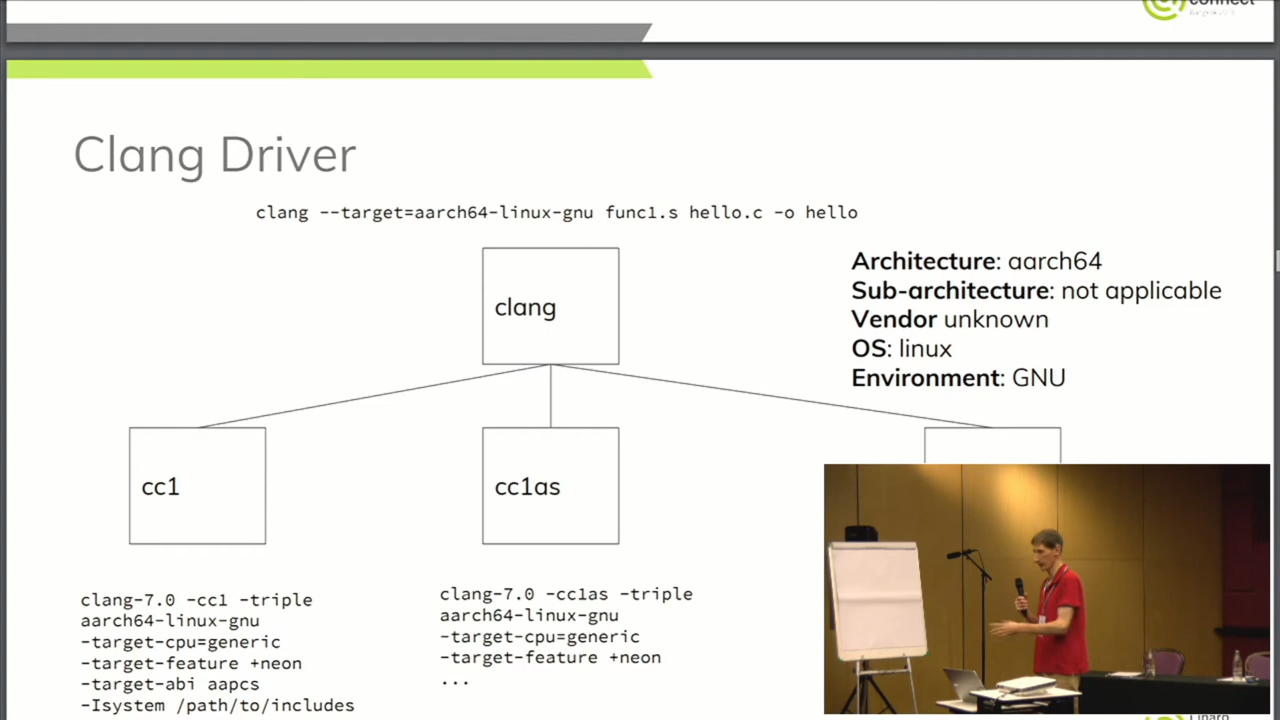 connect
Clang Driver
clang --target=aarch64-linux-gnu func1.s hello.c -o hello
clang
Architecture: aarch64
Sub-architecture: not applicable
Vendor unknown
OS: linux
Environment: GNU
cc1
cc1as
clang-7.0 -cc1 -triple
aarch64-linux-gnu
-target-cpu=generic
-target-feature +neon
-target-abi aapcs
-Isystem /path/to/includes
clang-7.0 -cc1as -triple
aarch64-linux-gnu
-target-cpu=generic
-target-feature +neon
...
Linaro